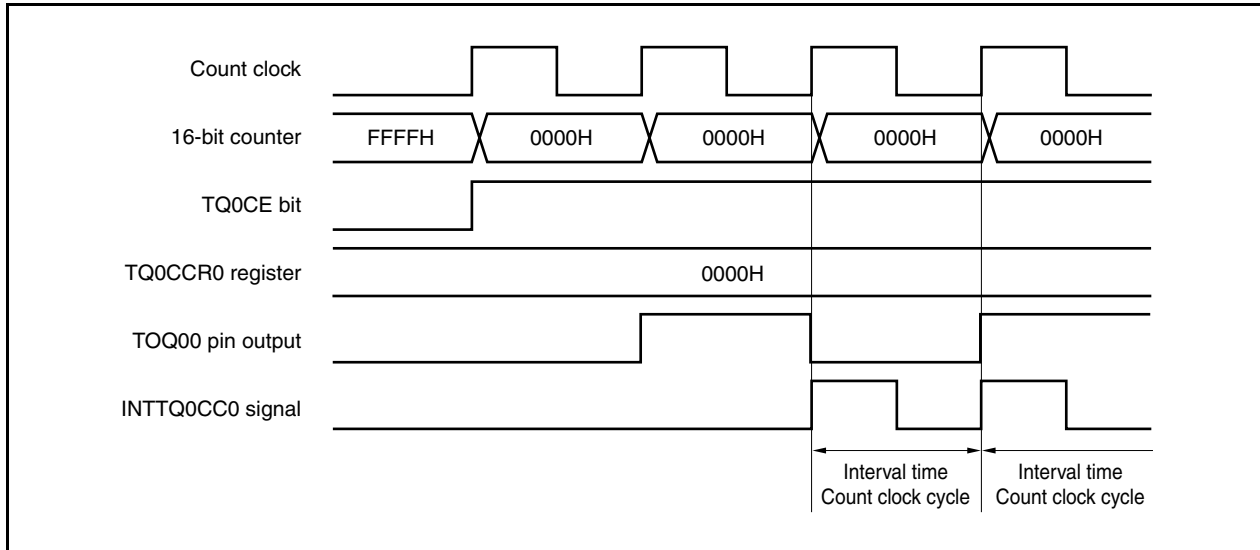 Count clock
16-bit counter FFFFH 0000H 0000H 0000H 0000H
TQ0CE bit
TQ0CCR0 register 0000H
TOQ00 pin output
INTTQ0CC0 signal
Interval time Interval time
Count clock cycle Count clock cycle